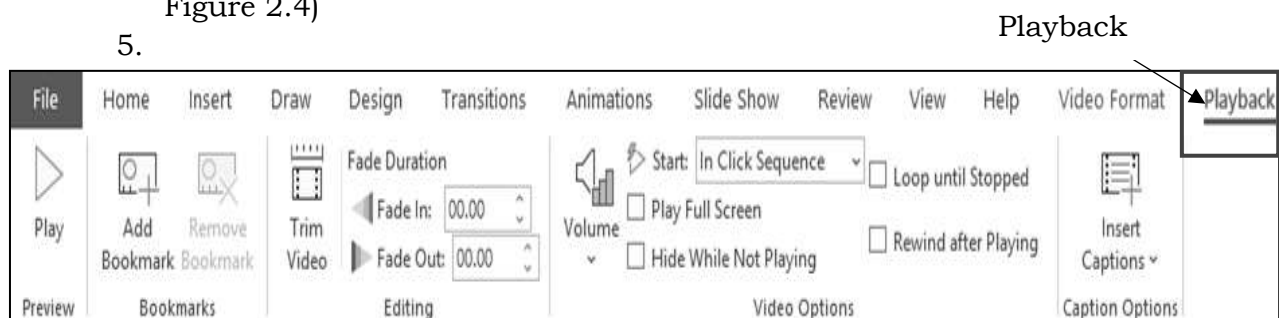 Figure 2.4)
Playback
5.
File Home Insert Draw Design Transitions Animations Slide Show Review View Help Video Format Playback
Play
Add Bookmark
Remove Bookmark
Trim Video
Fade Duration
Fade In: 00.00
Fade Out: 00.00
Volume
Start: In Click Sequence
Play Full Screen
Hide While Not Playing
Loop until Stopped
Rewind after Playing
Insert Captions
Preview Bookmarks Editing Video Options Caption Options